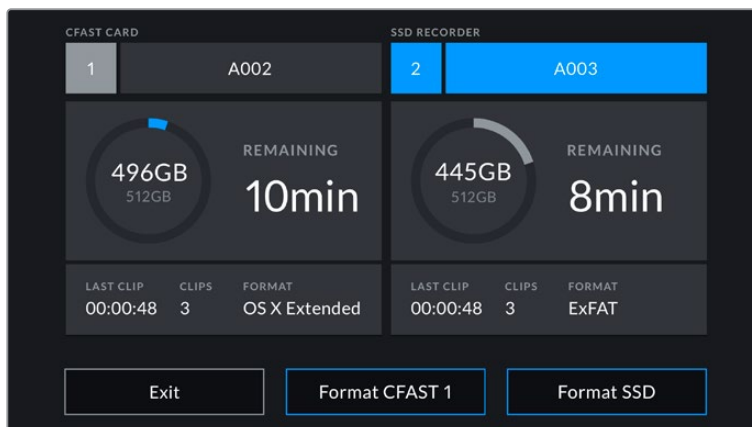 CFAST CARD
1
A002
496GB
512GB
REMAINING
10min
LAST CLIP
CLIPS
FORMAT
00:00:48
3
OS X Extended
SSD RECORDER
2
A003
445GB
512GB
REMAINING
8min
LAST CLIP
CLIPS
FORMAT
00:00:48
3
ExFAT
Exit
Format CFAST 1
Format SSD